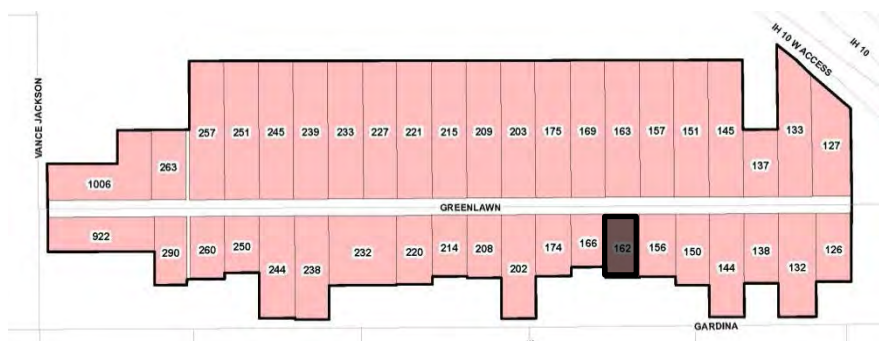 IH 10 W ACCESS
IH 10
VANCE JACKSON
257 251 245 239 233 227 221 215 209 203 175 169 163 157 151 145 133
263 137 127
1006
GREENLAWN
922 290 260 250 244 238 232 220 214 208 202 174 166 162 156 150 144 138 132 126
GARDINA